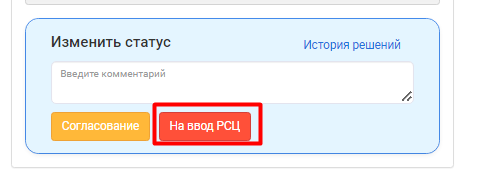 Изменить статус
История решений
Введите комментарий
Согласование
На ввод РСЦ